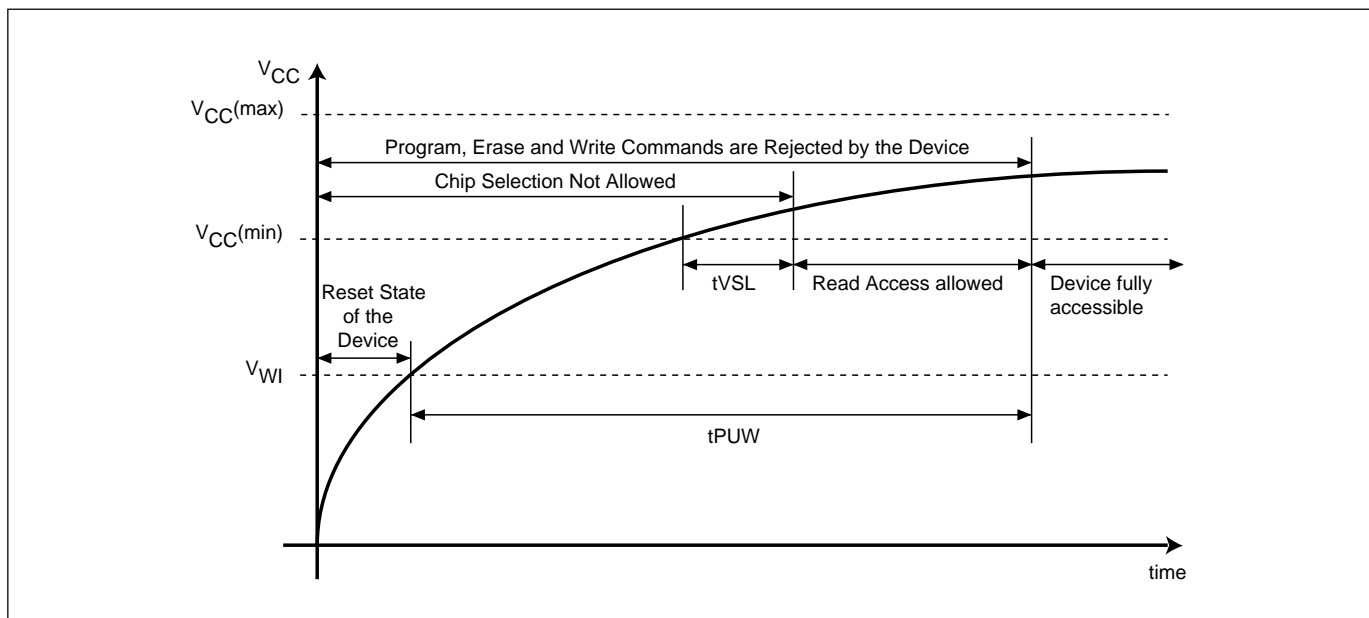 VCC
VCC(max)
Program, Erase and Write Commands are Rejected by the Device
Chip Selection Not Allowed
VCC(min)
tVSL
Read Access allowed
Device fully
accessible
Reset State
of the
Device
VWI
tPUW
time